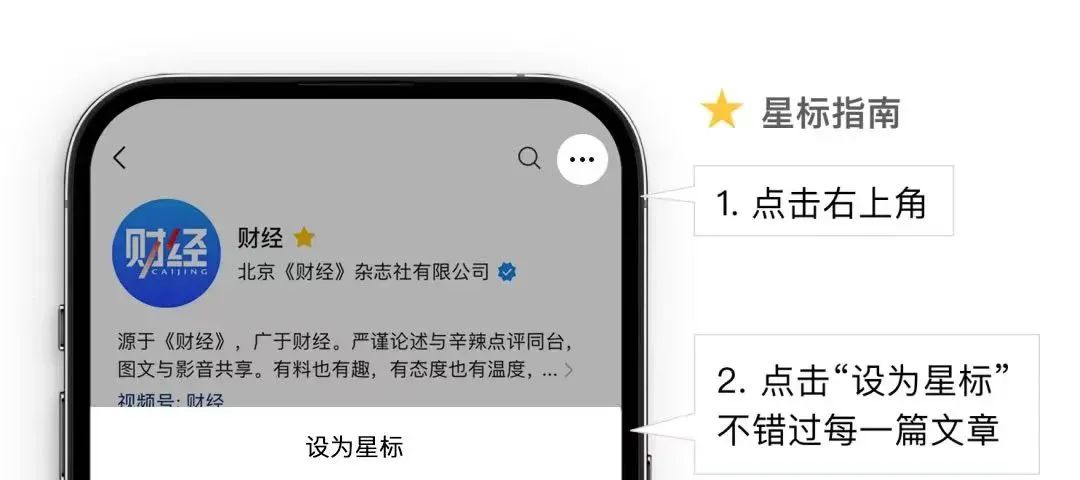 星标指南
1. 点击右上角
财经
CAIJING
财经
北京《财经》杂志社有限公司
源于《财经》，广于财经。严谨论述与辛辣点评同台，
图文与影音共享。有料也有趣，有态度也有温度，...
视频号: 财经
2. 点击“设为星标”
不错过每一篇文章
设为星标